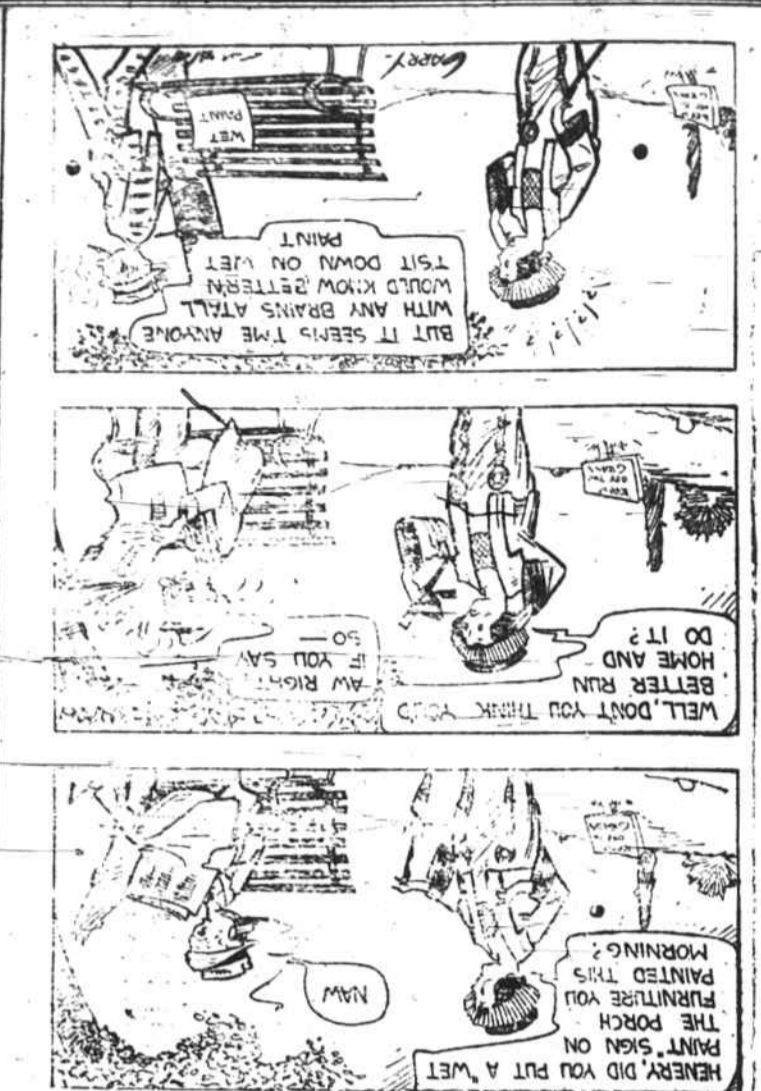 HENERY, DID YOU PUT A "WET
PAINT" SIGN ON
THE PORCH
FURNITURE YOU
PAINTED THIS
MORNING?
NAW
WELL, DON'T YOU THINK YOU'D
BETTER RUN
HOME AND
DO IT?
AW RIGHT
IF YOU SAY
SO —
BUT IT SEEMS T'ME ANYONE
WITH ANY BRAINS ATALL
WOULD KNOW BETTER'N
T'SIT DOWN ON WET
PAINT
!?!?!?!?
WET
PAINT
GARRY-